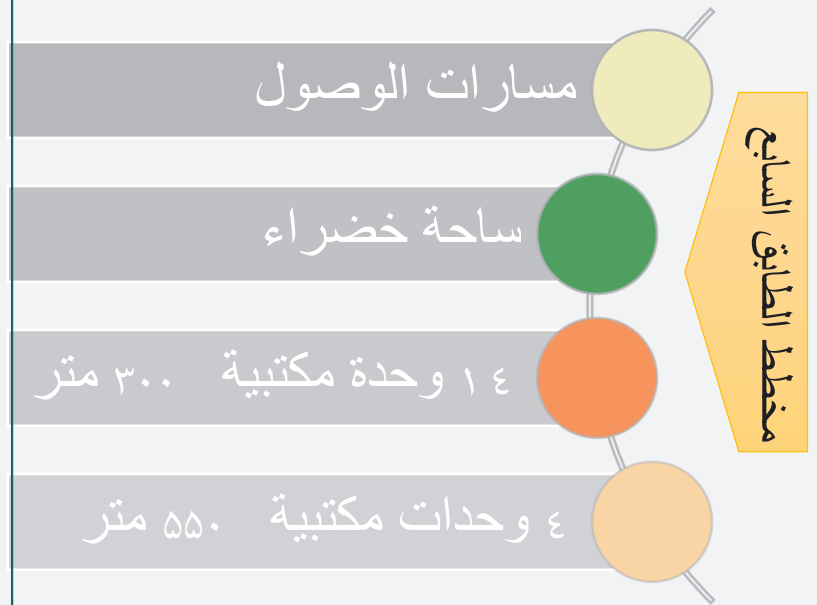 مخطط الطابق السابع
مسارات الوصول
ساحة خضراء
١٤ وحدة مكتبية ٣٠٠ متر
٤ وحدات مكتبية ٥٥٠ متر